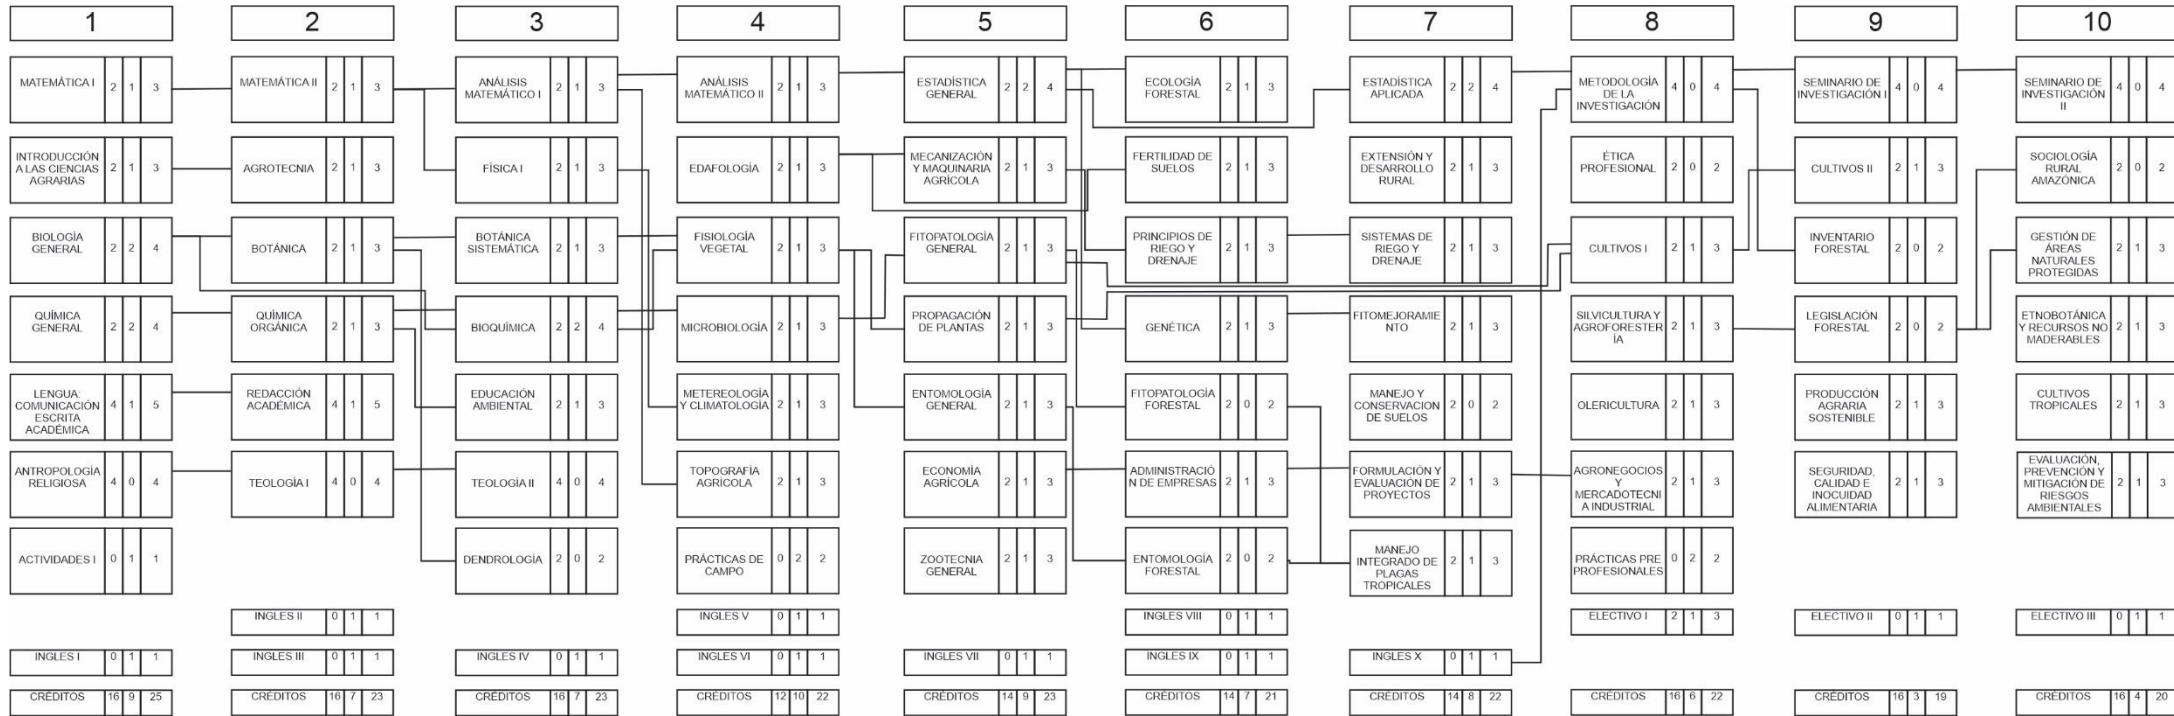 1
MATEMÁTICA I 2 1 3
INTRODUCCIÓN
A LAS CIENCIAS 2 1 3
AGRARIAS
BIOLOGÍA
GENERAL 2 2 4
QUÍMICA
GENERAL 2 2 4
LENGUA:
COMUNICACIÓN 4 1 5
ESCRITA
ACADÉMICA
ANTROPOLOGÍA
RELIGIOSA 4 0 4
ACTIVIDADES I 0 1 1
INGLES I 0 1 1
CRÉDITOS 16 9 25
2
MATEMÁTICA II 2 1 3
AGROTECNIA 2 1 3
BOTÁNICA 2 1 3
QUÍMICA
ORGÁNICA 2 1 3
REDACCIÓN
ACADÉMICA 4 1 5
TEOLOGÍA I 4 0 4
INGLES II 0 1 1
INGLES III 0 1 1
CRÉDITOS 16 7 23
3
ANÁLISIS
MATEMÁTICO I 2 1 3
FÍSICA I 2 1 3
BOTÁNICA
SISTEMÁTICA 2 1 3
BIOQUÍMICA 2 2 4
EDUCACIÓN
AMBIENTAL 2 1 3
TEOLOGÍA II 4 0 4
DENDROLOGÍA 2 0 2
INGLES IV 0 1 1
CRÉDITOS 16 7 23
4
ANÁLISIS
MATEMÁTICO II 2 1 3
EDAFOLOGÍA 2 1 3
FISIOLOGÍA
VEGETAL 2 1 3
MICROBIOLOGÍA 2 1 3
METEREOLOGÍA
Y CLIMATOLOGÍA 2 1 3
TOPOGRAFÍA
AGRÍCOLA 2 1 3
PRÁCTICAS DE
CAMPO 0 2 2
INGLES V 0 1 1
INGLES VI 0 1 1
CRÉDITOS 12 10 22
5
ESTADÍSTICA
GENERAL 2 2 4
MECANIZACIÓN
Y MAQUINARIA 2 1 3
AGRÍCOLA
FITOPATOLOGÍA
GENERAL 2 1 3
PROPAGACIÓN
DE PLANTAS 2 1 3
ENTOMOLOGÍA
GENERAL 2 1 3
ECONOMÍA
AGRÍCOLA 2 1 3
ZOOTECNIA
GENERAL 2 1 3
INGLES VII 0 1 1
CRÉDITOS 14 9 23
6
ECOLOGÍA
FORESTAL 2 1 3
FERTILIDAD DE
SUELOS 2 1 3
PRINCIPIOS DE
RIEGO Y 2 1 3
DRENAJE
GENÉTICA 2 1 3
FITOPATOLOGÍA
FORESTAL 2 0 2
ADMINISTRACIÓ
N DE EMPRESAS 2 1 3
ENTOMOLOGÍA
FORESTAL 2 0 2
INGLES VIII 0 1 1
INGLES IX 0 1 1
CRÉDITOS 14 7 21
7
ESTADÍSTICA
APLICADA 2 2 4
EXTENSIÓN Y
DESARROLLO 2 1 3
RURAL
SISTEMAS DE
RIEGO Y 2 1 3
DRENAJE
FITOMEJORAMIE
NTO 2 1 3
MANEJO Y
CONSERVACION 2 0 2
DE SUELOS
FORMULACIÓN Y
EVALUACIÓN DE 2 1 3
PROYECTOS
MANEJO
INTEGRADO DE 2 1 3
PLAGAS
TROPICALES
INGLES X 0 1 1
CRÉDITOS 14 8 22
8
METODOLOGÍA
DE LA 4 0 4
INVESTIGACIÓN
ÉTICA
PROFESIONAL 2 0 2
CULTIVOS I 2 1 3
SILVICULTURA Y
AGROFORESTER 2 1 3
ÍA
OLERICULTURA 2 1 3
AGRONEGOCIOS
Y 2 1 3
MERCADOTECNI
A INDUSTRIAL
PRÁCTICAS PRE
PROFESIONALES 0 2 2
ELECTIVO I 2 1 3
CRÉDITOS 16 6 22
9
SEMINARIO DE
INVESTIGACIÓN I 4 0 4
CULTIVOS II 2 1 3
INVENTARIO
FORESTAL 2 0 2
LEGISLACIÓN
FORESTAL 2 0 2
PRODUCCIÓN
AGRARIA 2 1 3
SOSTENIBLE
SEGURIDAD,
CALIDAD E 2 1 3
INOCUIDAD
ALIMENTARIA
ELECTIVO II 0 1 1
CRÉDITOS 16 3 19
10
SEMINARIO DE
INVESTIGACIÓN 4 0 4
II
SOCIOLOGÍA
RURAL 2 0 2
AMAZÓNICA
GESTIÓN DE
ÁREAS 2 1 3
NATURALES
PROTEGIDAS
ETNOBOTÁNICA
Y RECURSOS NO 2 1 3
MADERABLES
CULTIVOS
TROPICALES 2 1 3
EVALUACIÓN,
PREVENCIÓN Y
MITIGACIÓN DE 2 1 3
RIESGOS
AMBIENTALES
ELECTIVO III 0 1 1
CRÉDITOS 16 4 20